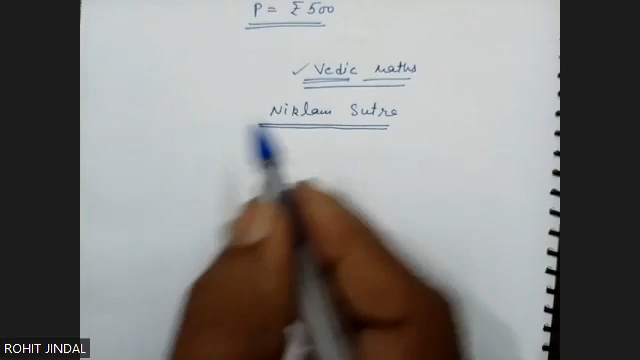 P = ₹ 500
✓ Vedic maths
Niklam Sutre
ROHIT JINDAL